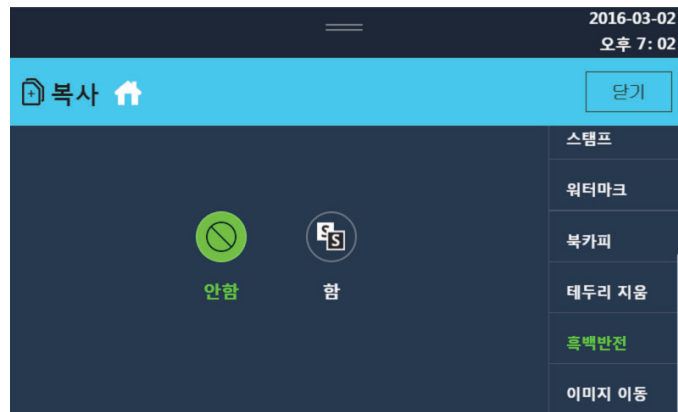 2016-03-02
오후 7: 02
복사
닫기
스탬프
워터마크
북카피
테두리 지움
흑백반전
이미지 이동
S
S
안함
함